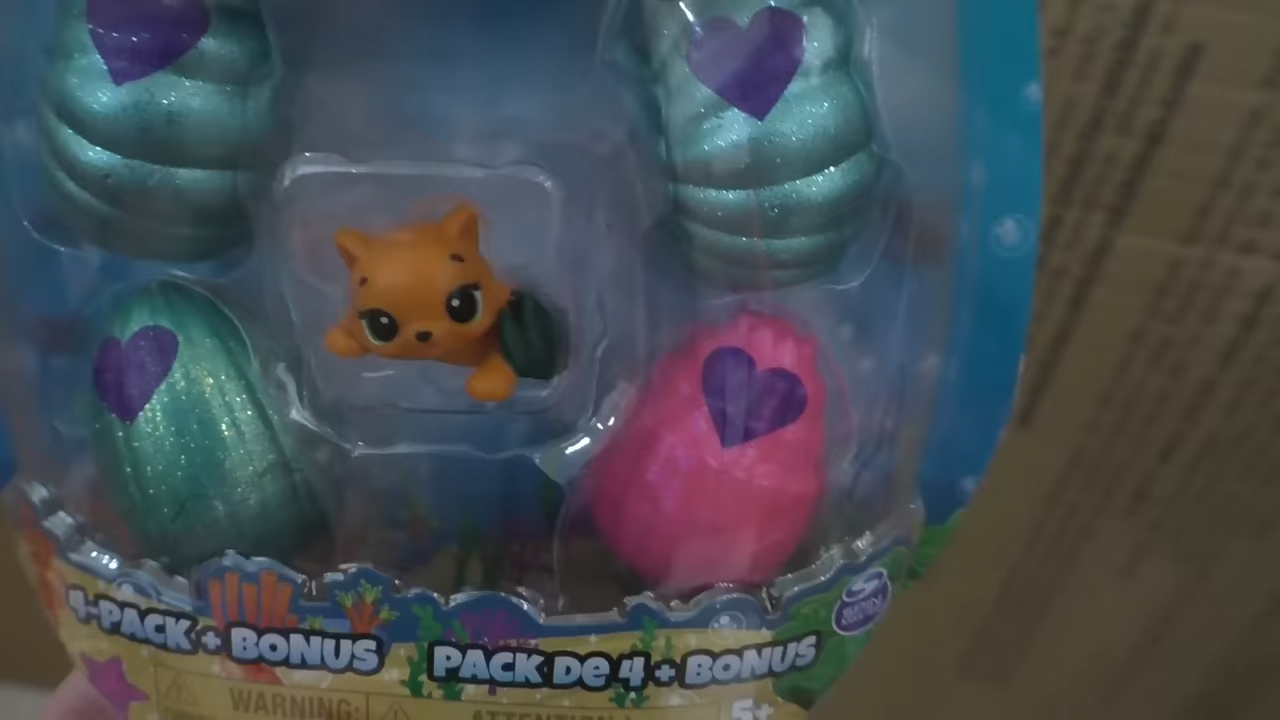 4-PACK + BONUS
PACK DE 4 + BONUS
WARNING:
ATTENTION!
5+